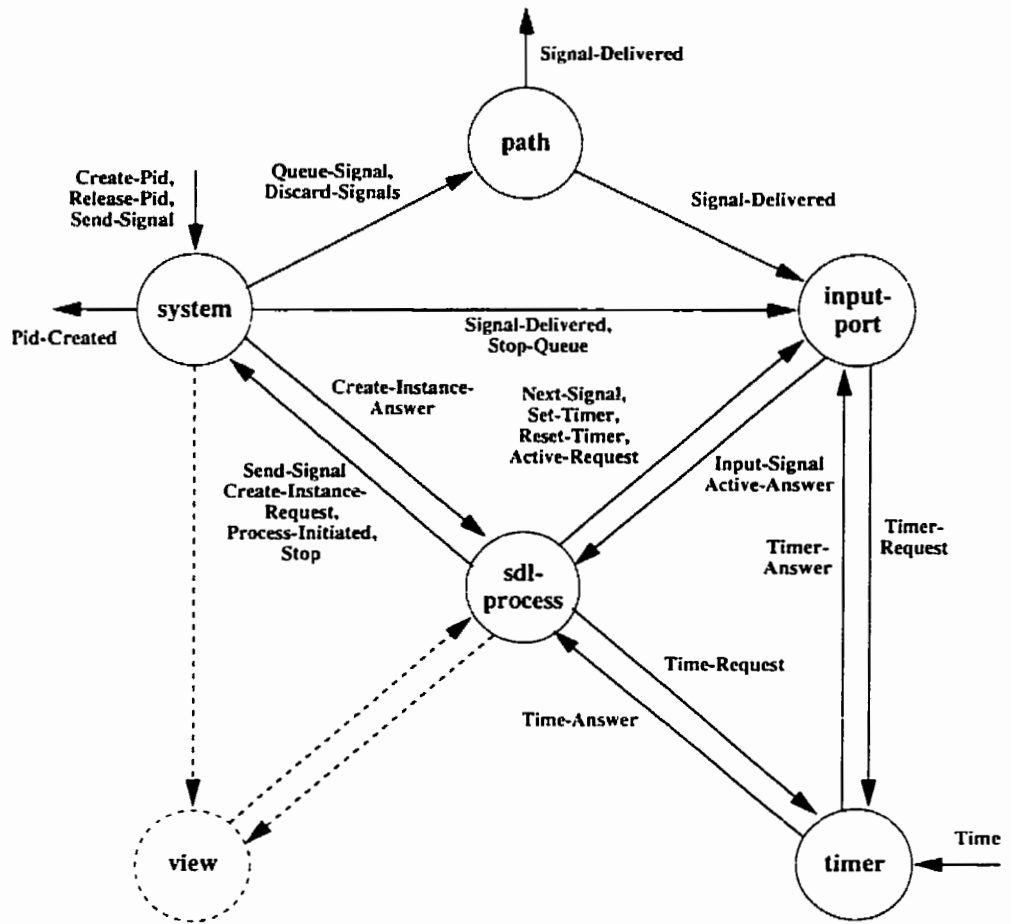 Signal-Delivered
path
Create-Pid,
Release-Pid,
Send-Signal
Queue-Signal,
Discard-Signals
Signal-Delivered
system
input-
port
Pid-Created
Signal-Delivered,
Stop-Queue
Create-Instance-
Answer
Next-Signal,
Set-Timer,
Reset-Timer,
Active-Request
Send-Signal
Create-Instance-
Request,
Process-Initiated,
Stop
Input-Signal
Active-Answer
Timer-
Answer
Timer-
Request
sdl-
process
Time-Request
Time-Answer
view
timer
Time